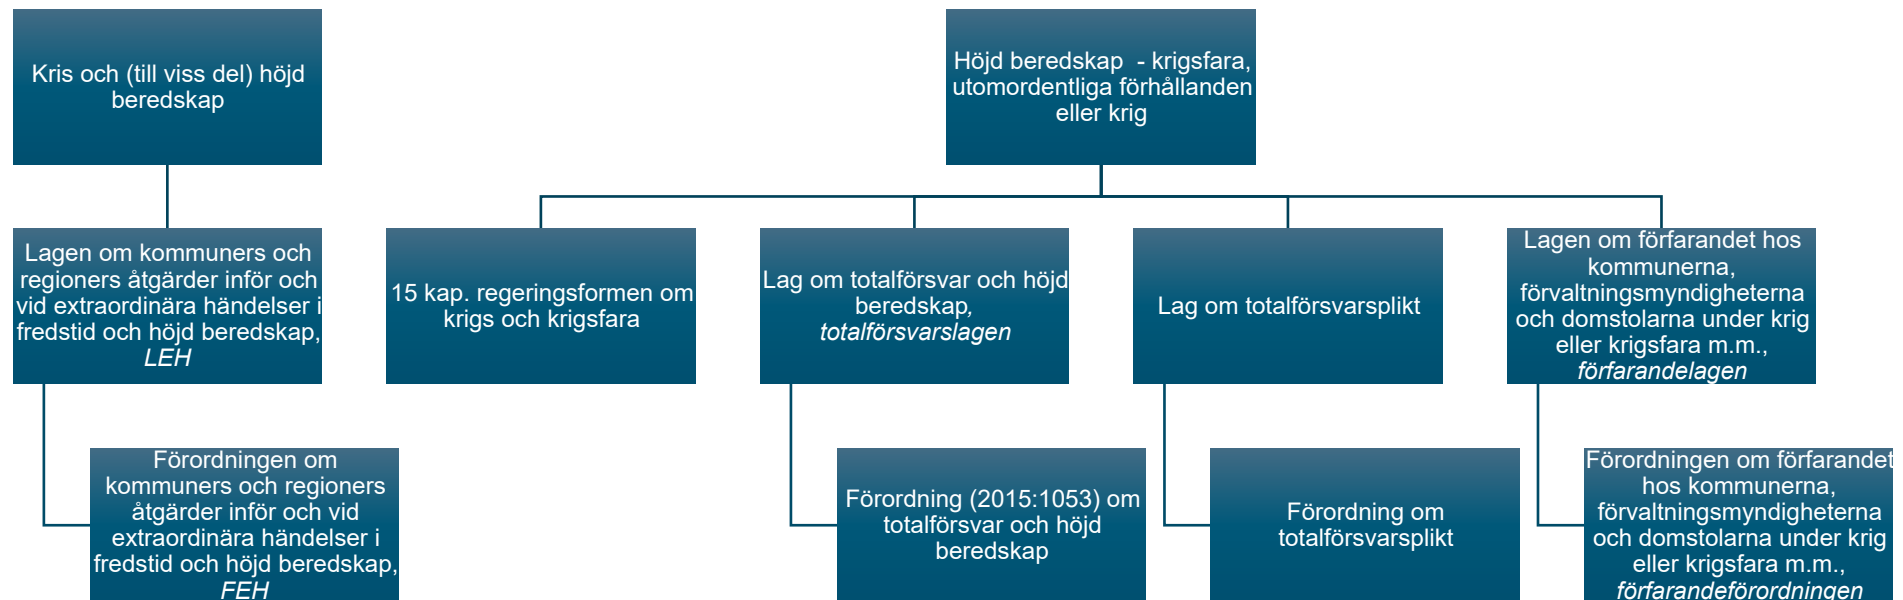 Kris och (till viss del) höjd
beredskap
Höjd beredskap  - krigsfara,
utomordentliga förhållanden
eller krig
Lagen om kommuners och
regioners åtgärder inför och
vid extraordinära händelser i
fredstid och höjd beredskap,
LEH
15 kap. regeringsformen om
krigs och krigsfara
Lag om totalförsvar och höjd
beredskap,
totalförsvarslagen
Lag om totalförsvarsplikt
Lagen om förfarandet hos
kommunerna,
förvaltningsmyndigheterna
och domstolarna under krig
eller krigsfara m.m.,
förfarandelagen
Förordningen om
kommuners och regioners
åtgärder inför och vid
extraordinära händelser i
fredstid och höjd beredskap,
FEH
Förordning (2015:1053) om
totalförsvar och höjd
beredskap
Förordning om
totalförsvarsplikt
Förordningen om förfarandet
hos kommunerna,
förvaltningsmyndigheterna
och domstolarna under krig
eller krigsfara m.m.,
förfarandeförordningen